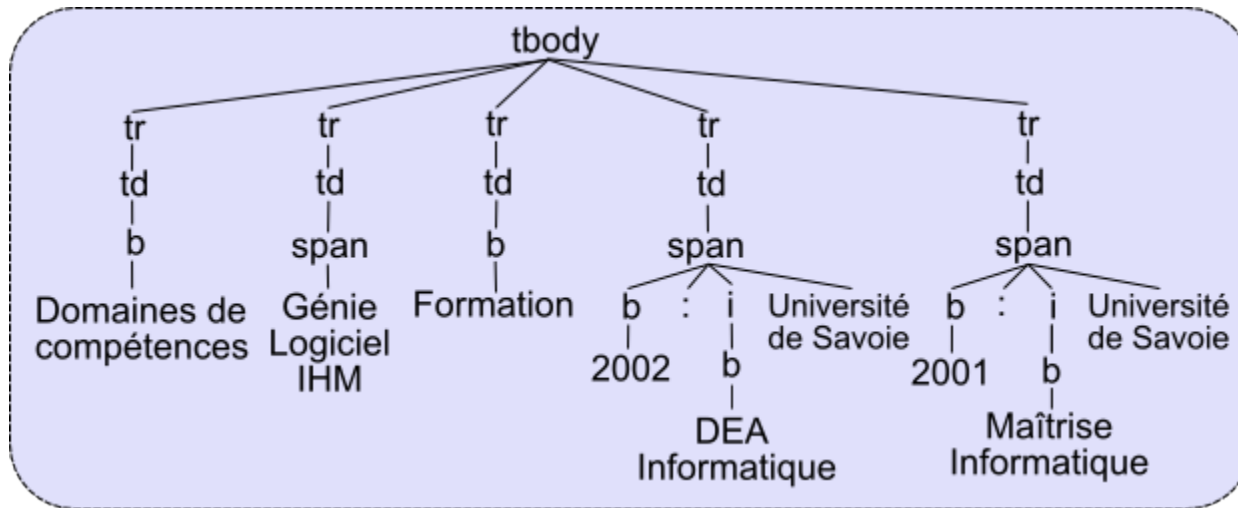 tbody
tr tr tr tr tr
td td td td td
b span b span span
Domaines de
compétences
Génie
Logiciel
IHM
Formation
b : i Université
de Savoie
2002 b
DEA
Informatique
b : i Université
de Savoie
2001 b
Maîtrise
Informatique